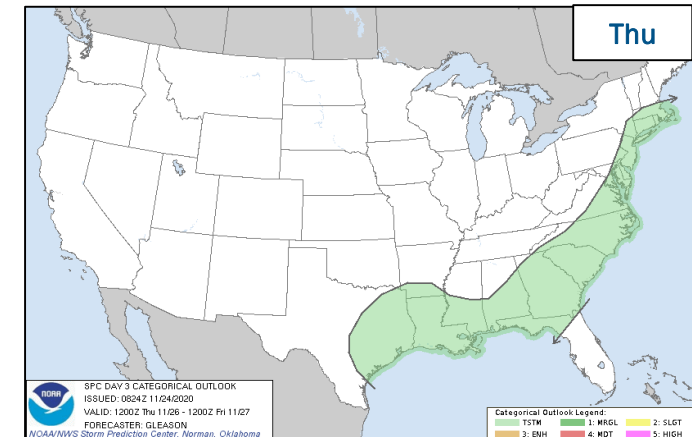 Thu
NOAA
SPC DAY 3 CATEGORICAL OUTLOOK
ISSUED: 0824Z 11/24/2020
VALID: 1200Z Thu 11/26 - 1200Z Fri 11/27
FORECASTER: GLEASON
NOAA/NWS Storm Prediction Center, Norman, Oklahoma
Categorical Outlook Legend:
TSTM 1: MRGL 2: SLGT
3: ENH 4: MDT 5: HIGH